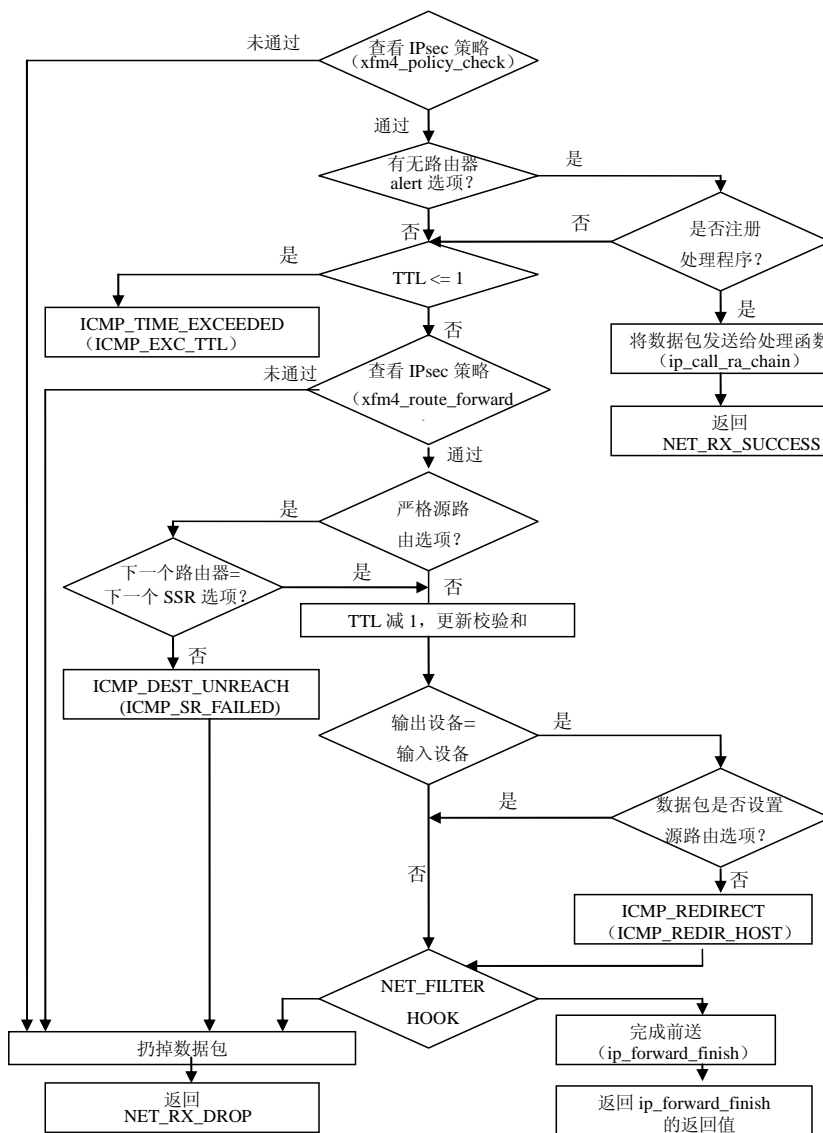 未通过
查看 IPsec 策略
（xfm4_policy_check）
通过
有无路由器
alert 选项？
是
否
否
是否注册
处理程序？
是
TTL <= 1
ICMP_TIME_EXCEEDED
（ICMP_EXC_TTL）
否
是
将数据包发送给处理函数
（ip_call_ra_chain）
未通过
查看 IPsec 策略
（xfm4_route_forward
返回
NET_RX_SUCCESS
通过
是
严格源路
由选项？
下一个路由器=
下一个 SSR 选项？
是
否
TTL 减 1，更新校验和
否
ICMP_DEST_UNREACH
(ICMP_SR_FAILED)
输出设备=
输入设备
是
是
数据包是否设置
源路由选项？
否
否
ICMP_REDIRECT
（ICMP_REDIR_HOST）
NET_FILTER
HOOK
扔掉数据包
完成前送
（ip_forward_finish）
返回
NET_RX_DROP
返回 ip_forward_finish
的返回值